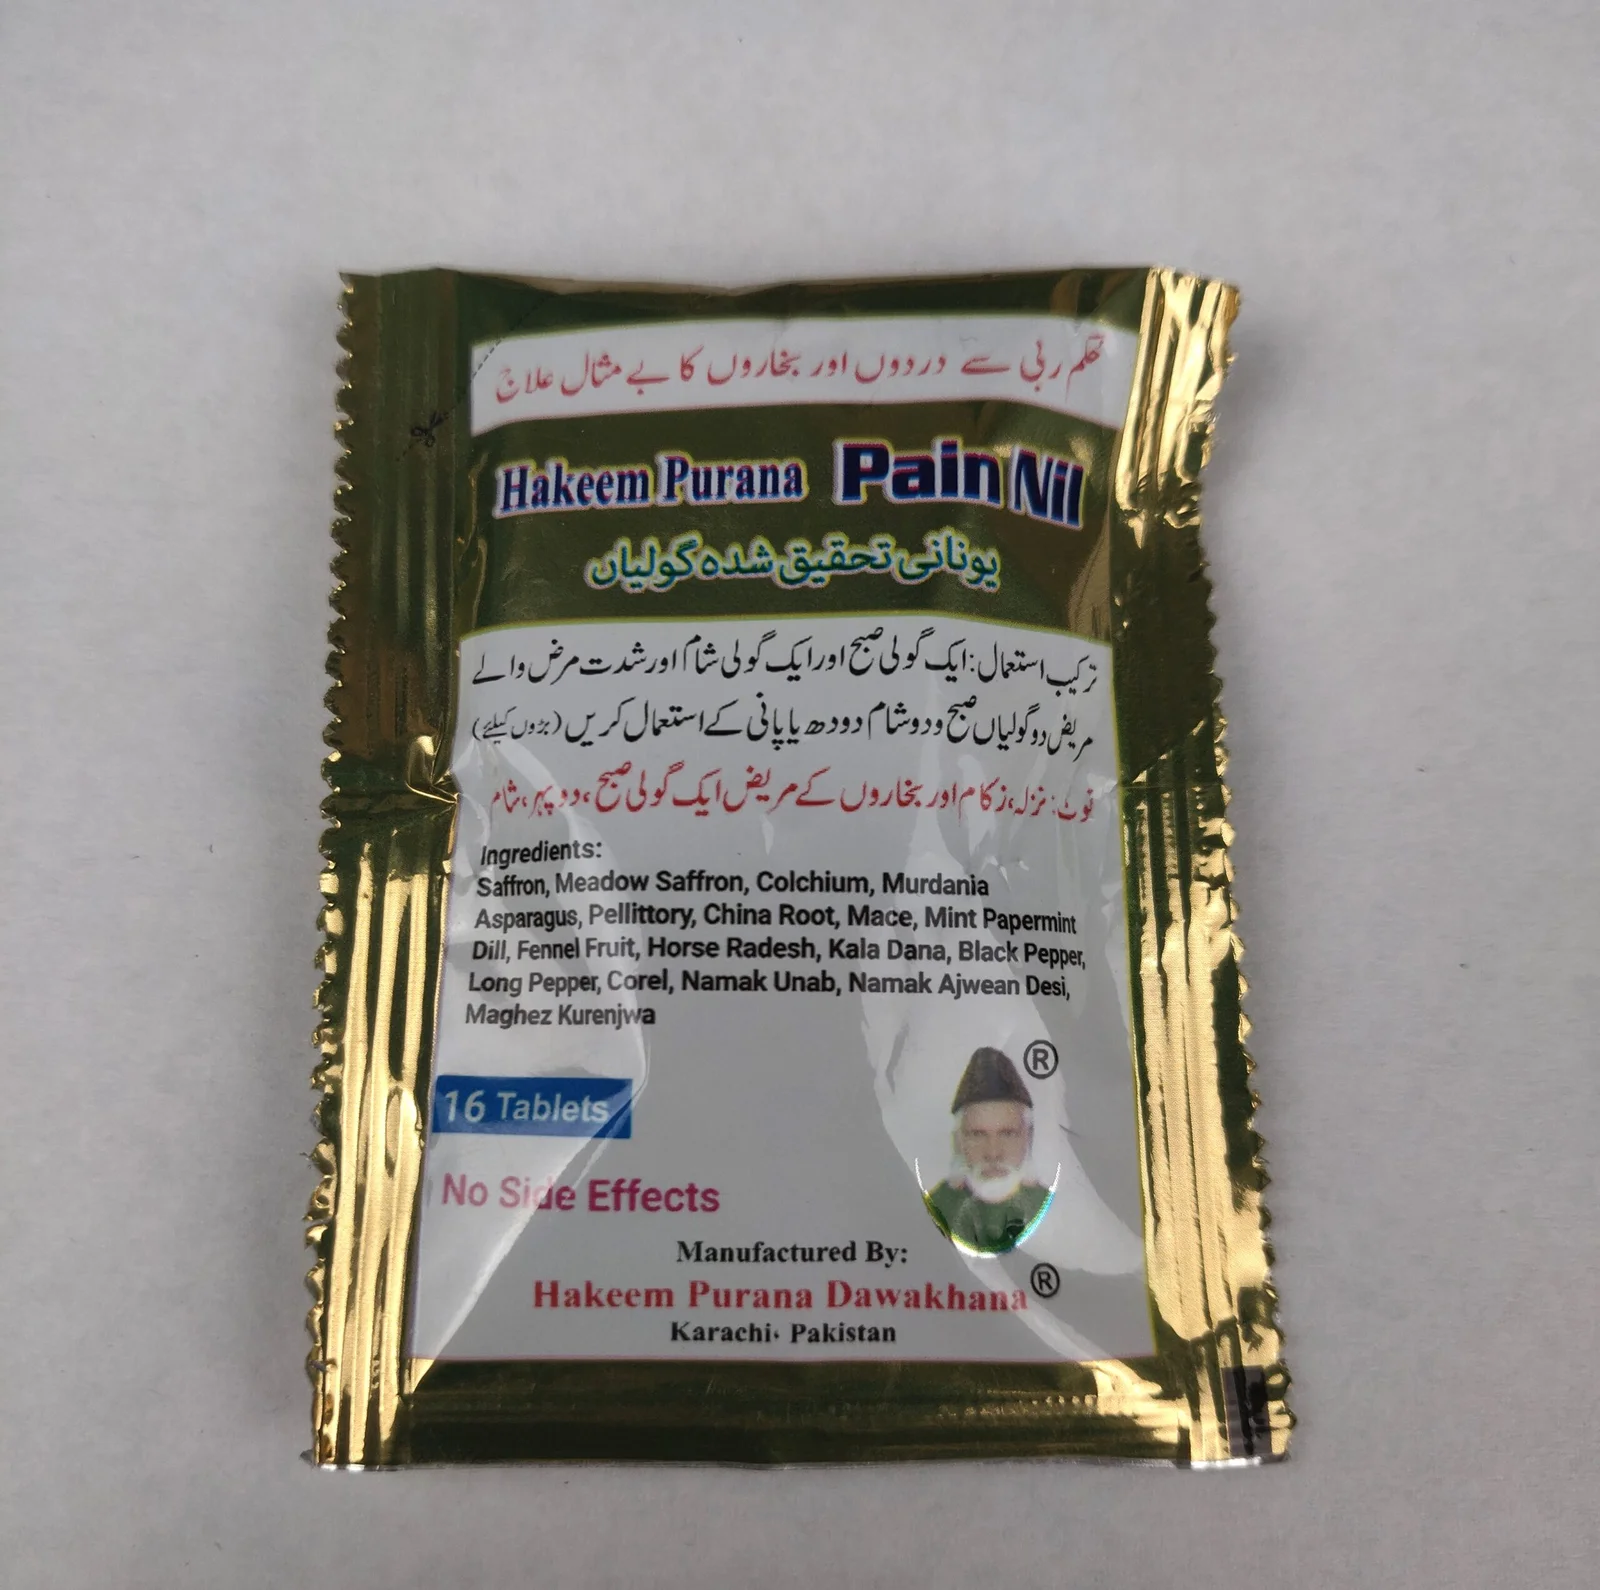 حکم ربی سے دردوں اور بخاروں کا بے مثال علاج
Hakeem Purana Pain Nil
یونانی تحقیق شدہ گولیاں
ترکیب استعمال: ایک گولی صبح اور ایک گولی شام اور شدت مرض والے
مریض دو گولیاں صبح و دو شام دودھ یا پانی کے استعمال کریں (بڑوں کیلئے)
نوٹ: نزلہ، زکام اور بخاروں کے مریض ایک گولی صبح، دوپہر، شام
Ingredients:
Saffron, Meadow Saffron, Colchium, Murdania
Asparagus, Pellittory, China Root, Mace, Mint Papermint
Dill, Fennel Fruit, Horse Radesh, Kala Dana, Black Pepper,
Long Pepper, Corel, Namak Unab, Namak Ajwean Desi,
Maghez Kurenjwa
®
16 Tablets
No Side Effects
Manufactured By:
Hakeem Purana Dawakhana®
Karachi، Pakistan